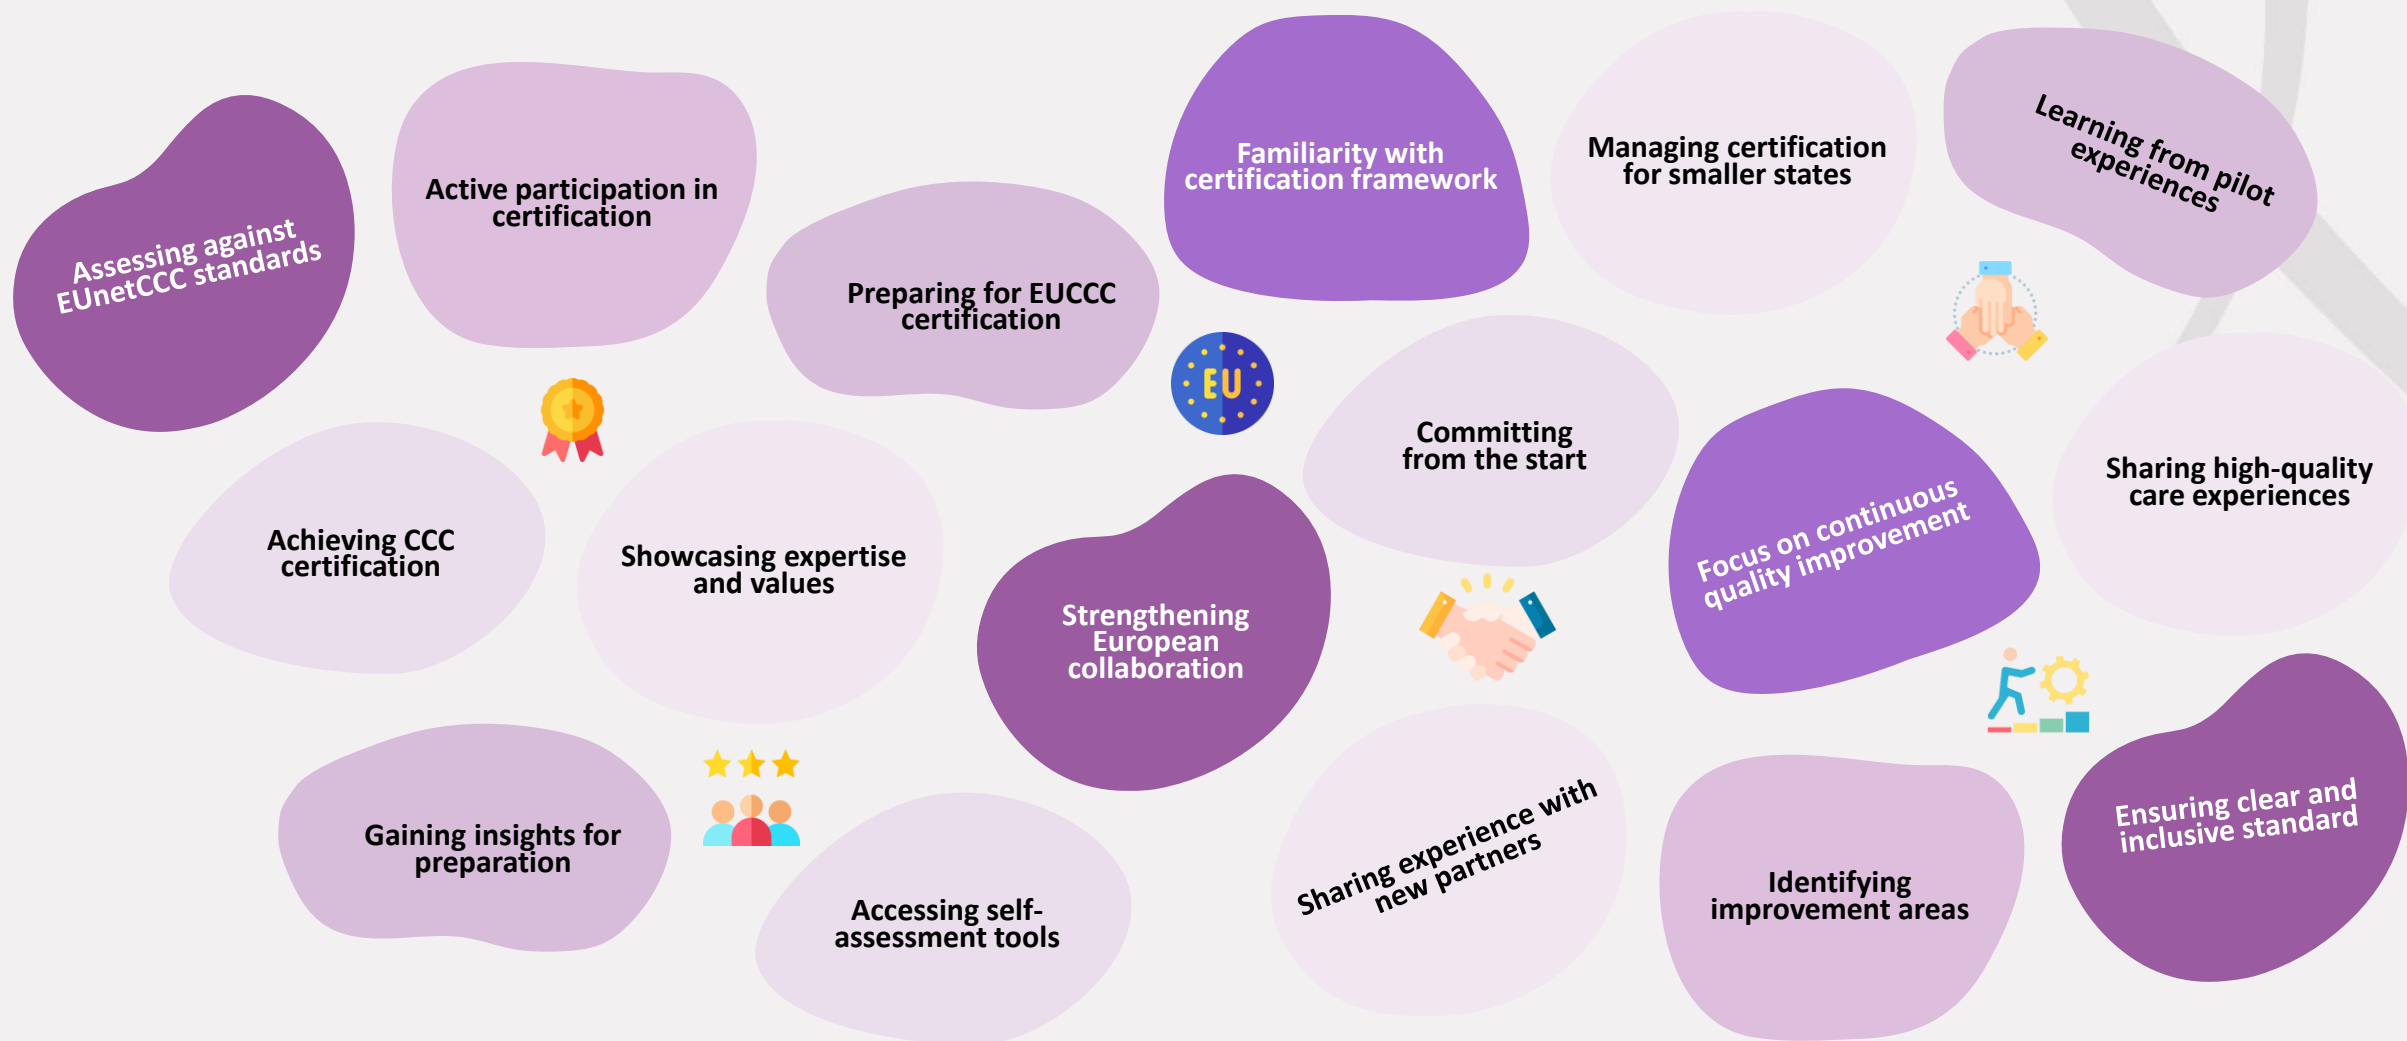 Assessing against
EUnetCCC standards
Active participation in
certification
Preparing for EUCCC
certification
Familiarity with
certification framework
Managing certification
for smaller states
Learning from pilot
experiences
EU
Achieving CCC
certification
Showcasing expertise
and values
Strengthening
European
collaboration
Committing
from the start
Focus on continuous
quality improvement
Sharing high-quality
care experiences
Gaining insights for
preparation
Accessing self-
assessment tools
Sharing experience with
new partners
Identifying
improvement areas
Ensuring clear and
inclusive standard